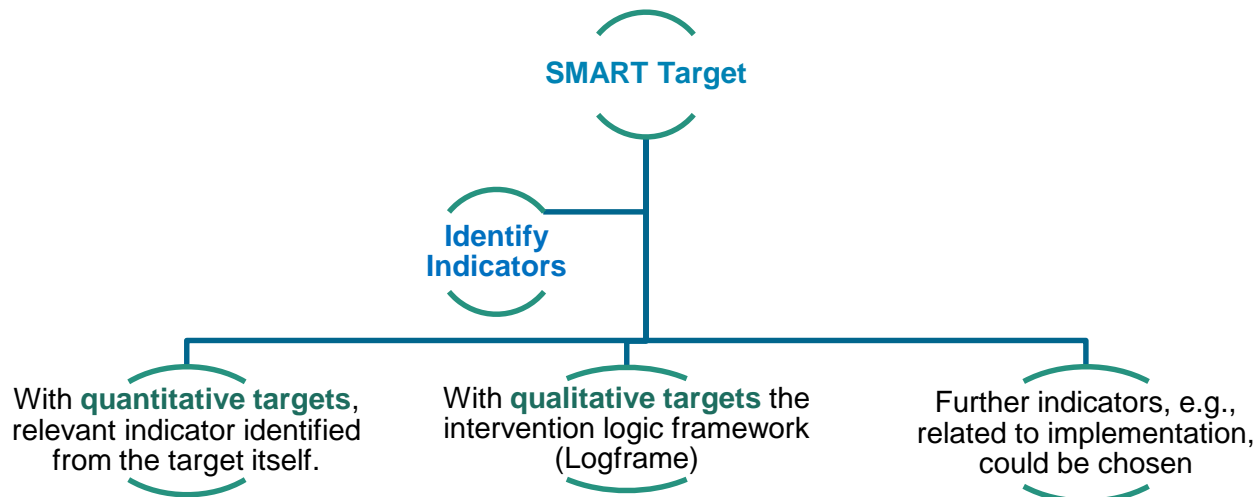 SMART Target
Identify
Indicators
With quantitative targets,
relevant indicator identified
from the target itself.
With qualitative targets the
intervention logic framework
(Logframe)
Further indicators, e.g.,
related to implementation,
could be chosen